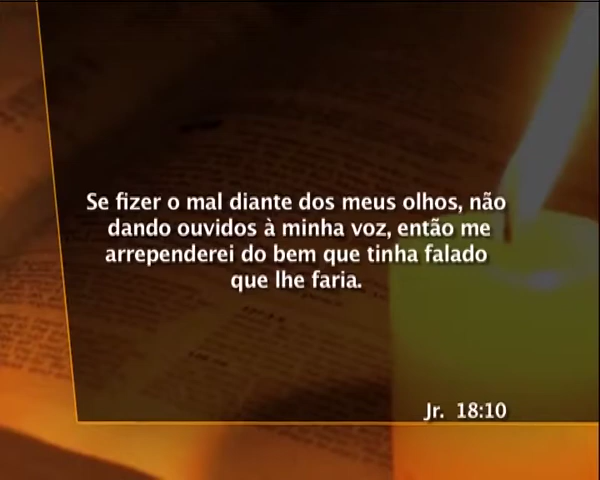 Se fizer o mal diante dos meus olhos, não
dando ouvidos à minha voz, então me
arrependerei do bem que tinha falado
que lhe faria.
Jr. 18:10